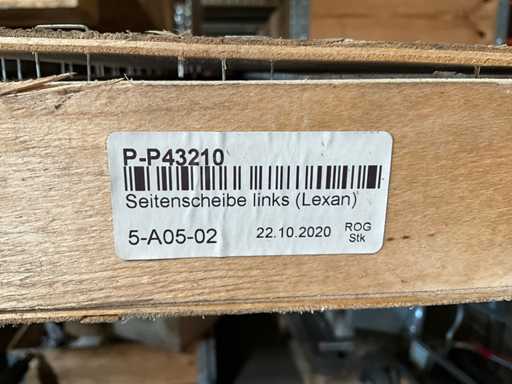 P-P43210
Seitenscheibe links (Lexan)
5-A05-02 22.10.2020 ROG
Stk